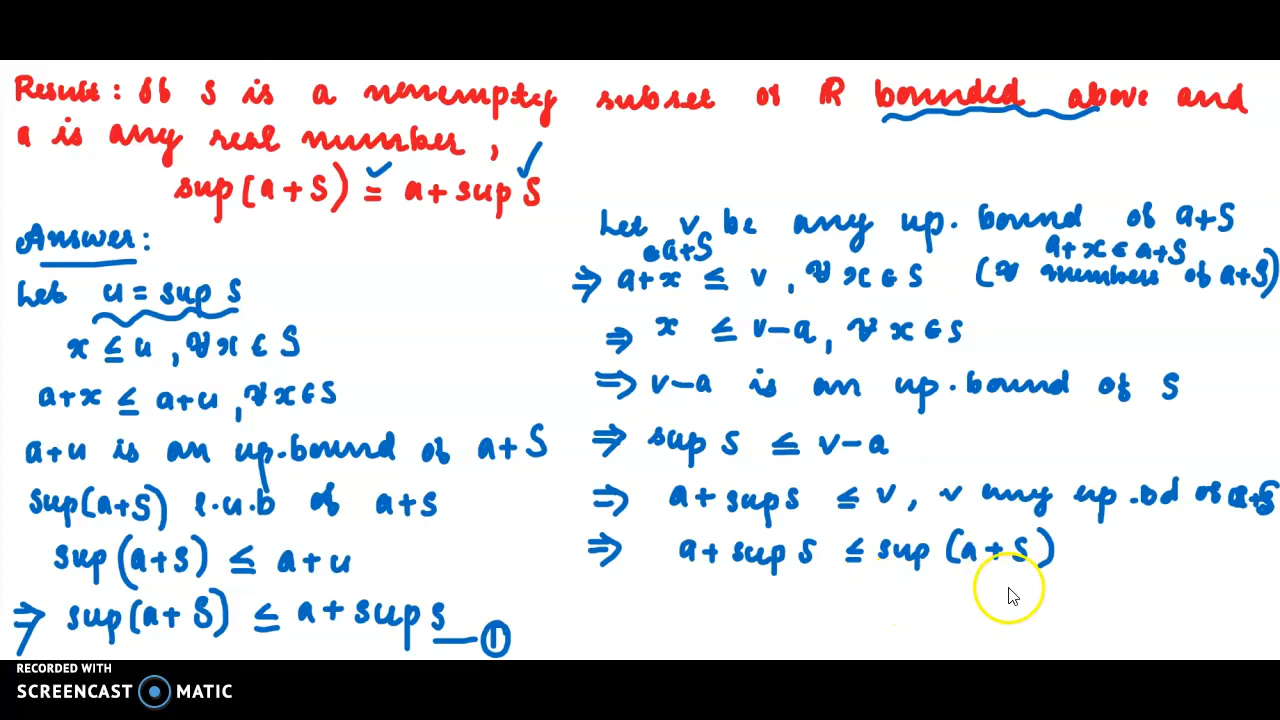 Result: If S is a nonempty subset of ℝ bounded above and
a is any real number,
sup(a+S) = a+sup S
Answer:
Let u = sup S
x ≤ u, ∀x∈S
a+x ≤ a+u, ∀x∈S
a+u is an up.bound of a+S
sup(a+S) l.u.b of a+S
sup(a+S) ≤ a+u
⇒ sup(a+S) ≤ a+sup S — ①
Let v be any up. bound of a+S
∈a+S a+x∈a+S
⇒ a+x ≤ v, ∀x∈S (∀ numbers of a+S)
⇒ x ≤ v-a, ∀x∈S
⇒ v-a is an up.bound of S
⇒ sup S ≤ v-a
⇒ a+sup S ≤ v, v any up.bd of a+S
⇒ a+sup S ≤ sup(a+S)
RECORDED WITH
SCREENCAST MATIC